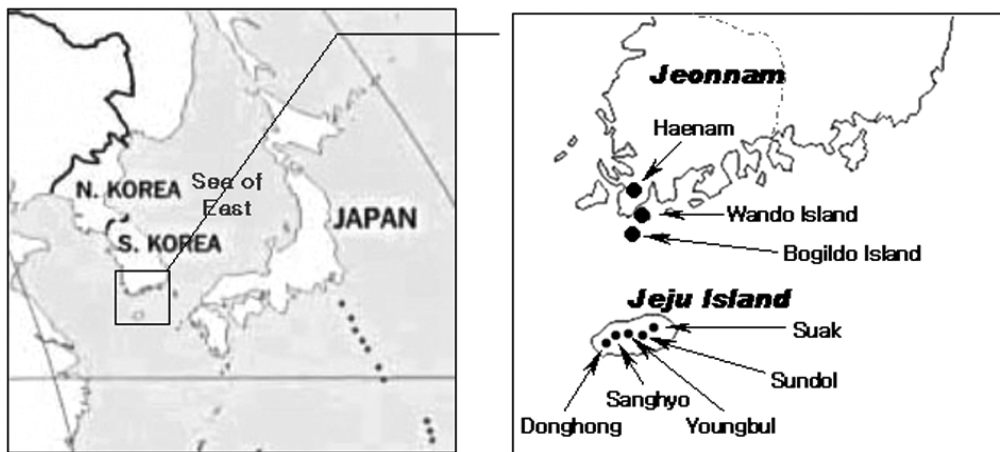 N. KOREA
Sea of
East
S. KOREA
JAPAN
Jeonnam
Haenam
Wando Island
Bogildo Island
Jeju Island
Suak
Sundol
Sanghyo
Donghong
Youngbul